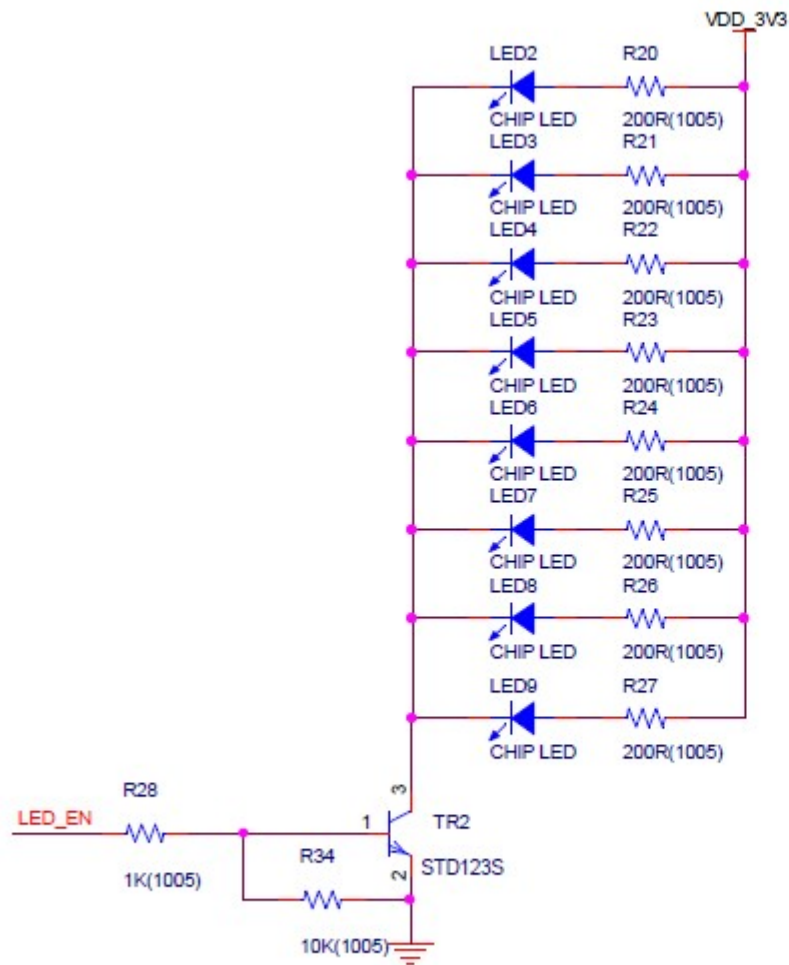 VDD_3V3
LED2 R20
CHIP LED 200R(1005)
LED3 R21
CHIP LED 200R(1005)
LED4 R22
CHIP LED 200R(1005)
LED5 R23
CHIP LED 200R(1005)
LED6 R24
CHIP LED 200R(1005)
LED7 R25
CHIP LED 200R(1005)
LED8 R26
CHIP LED 200R(1005)
LED9 R27
CHIP LED 200R(1005)
R28
3
LED_EN
1
TR2
R34
STD123S
2
1K(1005)
10K(1005)